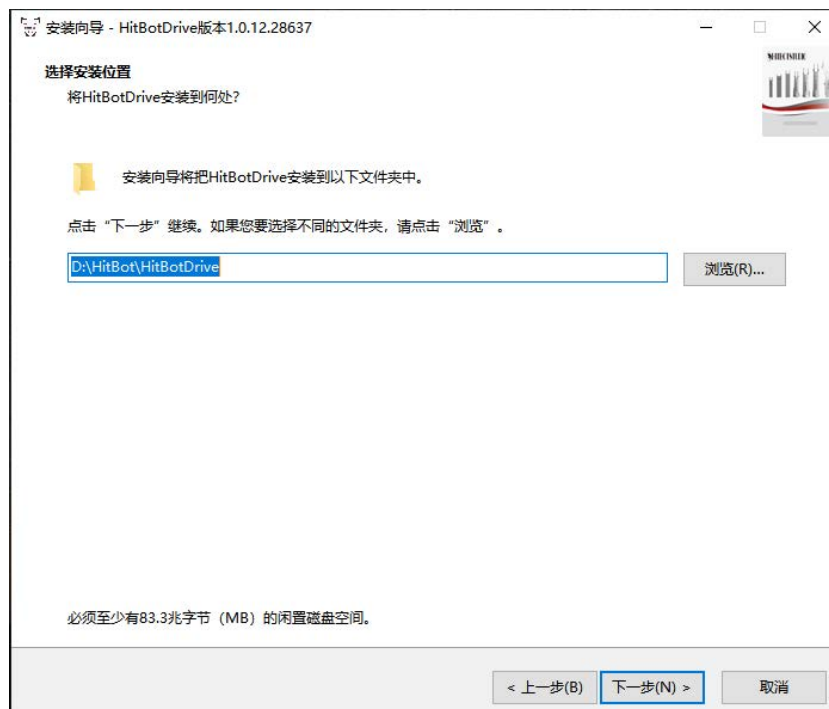 安装向导 - HitBotDrive版本1.0.12.28637
选择安装位置
将HitBotDrive安装到何处?
安装向导将把HitBotDrive安装到以下文件夹中。
点击“下一步”继续。如果您要选择不同的文件夹，请点击“浏览”。
D:\HitBot\HitBotDrive
浏览(R)...
必须至少有83.3兆字节（MB）的闲置磁盘空间。
< 上一步(B)
下一步(N) >
取消